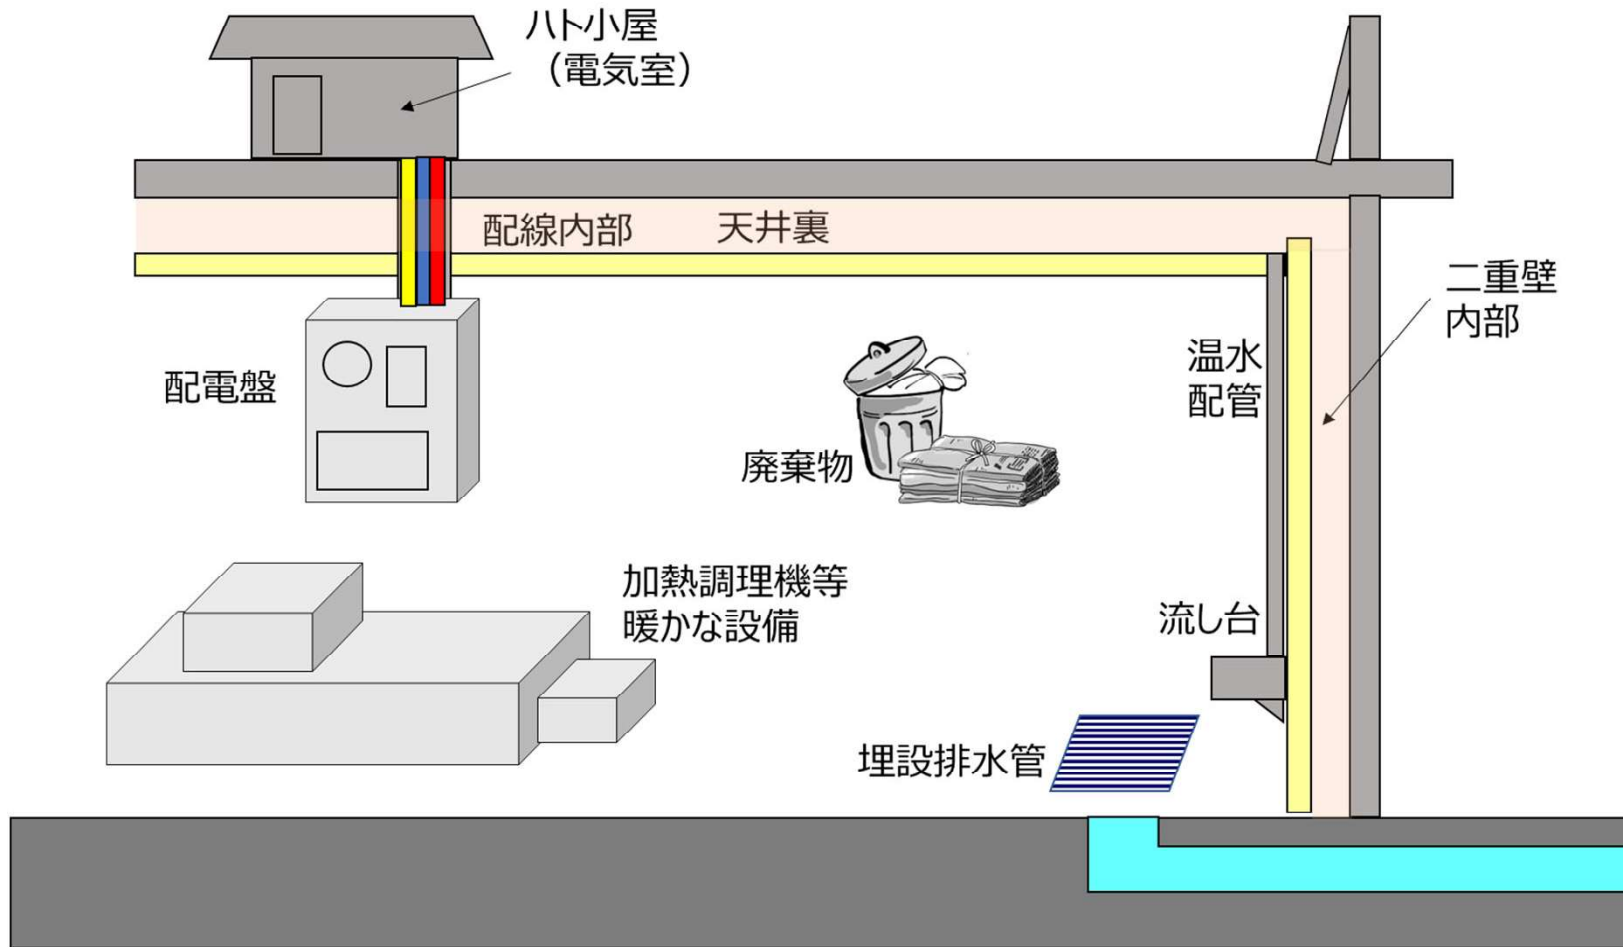 ハト小屋
（電気室）
配線内部
天井裏
二重壁
内部
温水
配管
配電盤
廃棄物
加熱調理機等
暖かな設備
流し台
埋設排水管